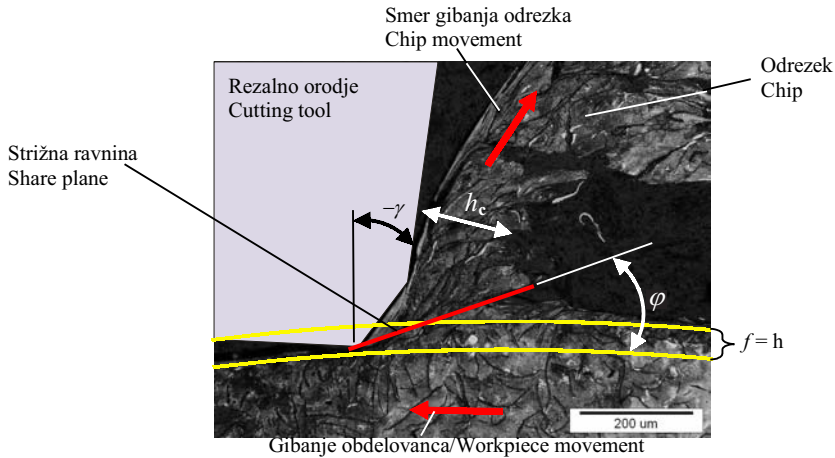 Smer gibanja odrezka
Chip movement
Odrezek
Chip
Rezalno orodje
Cutting tool
Strižna ravnina
Share plane
–γ
hc
φ
f = h
200 um
Gibanje obdelovanca/Workpiece movement